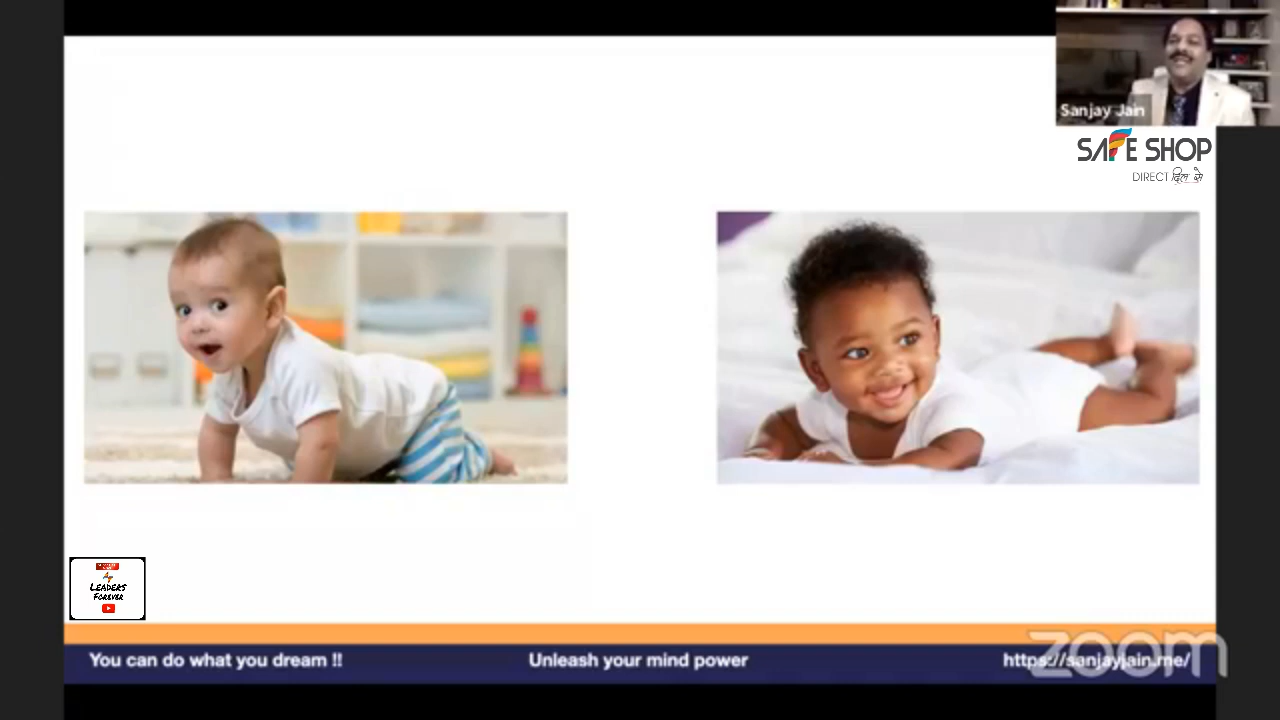 Sanjay Jain
SAFE SHOP
DIRECT दिल से
LEADERS
FOREVER
You can do what you dream !!
Unleash your mind power
https://sanjayjain.me/
zoom